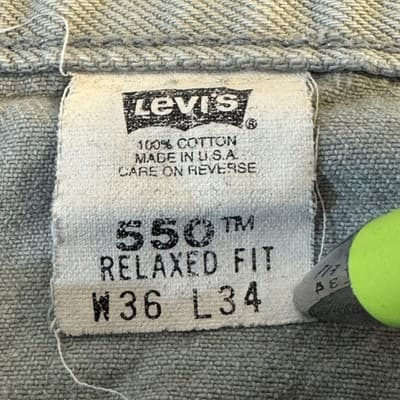 LEVI'S ®
100% COTTON
MADE IN U.S.A.
CARE ON REVERSE
550™
RELAXED FIT
W36 L34